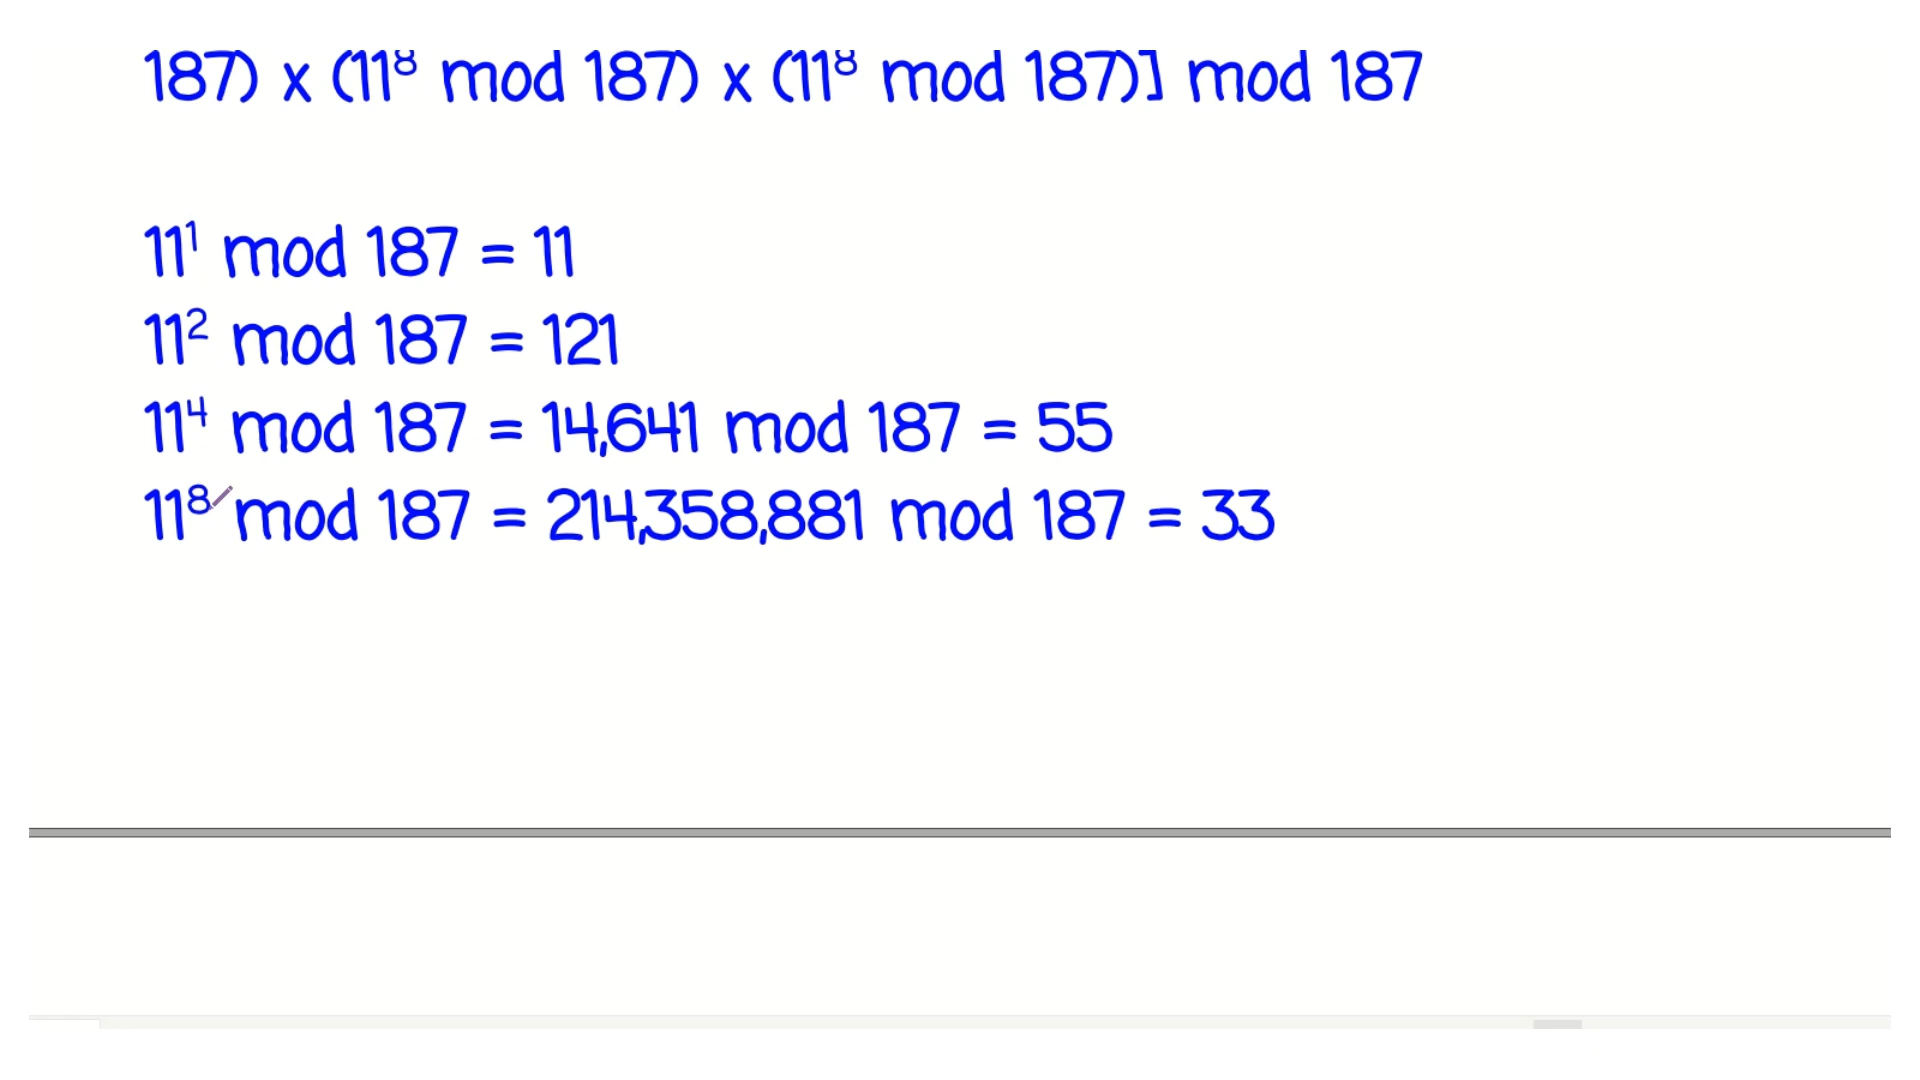 187) x (11⁸ mod 187) x (11⁸ mod 187)] mod 187
11¹ mod 187 = 11
11² mod 187 = 121
11⁴ mod 187 = 14,641 mod 187 = 55
11⁸ mod 187 = 214,358,881 mod 187 = 33